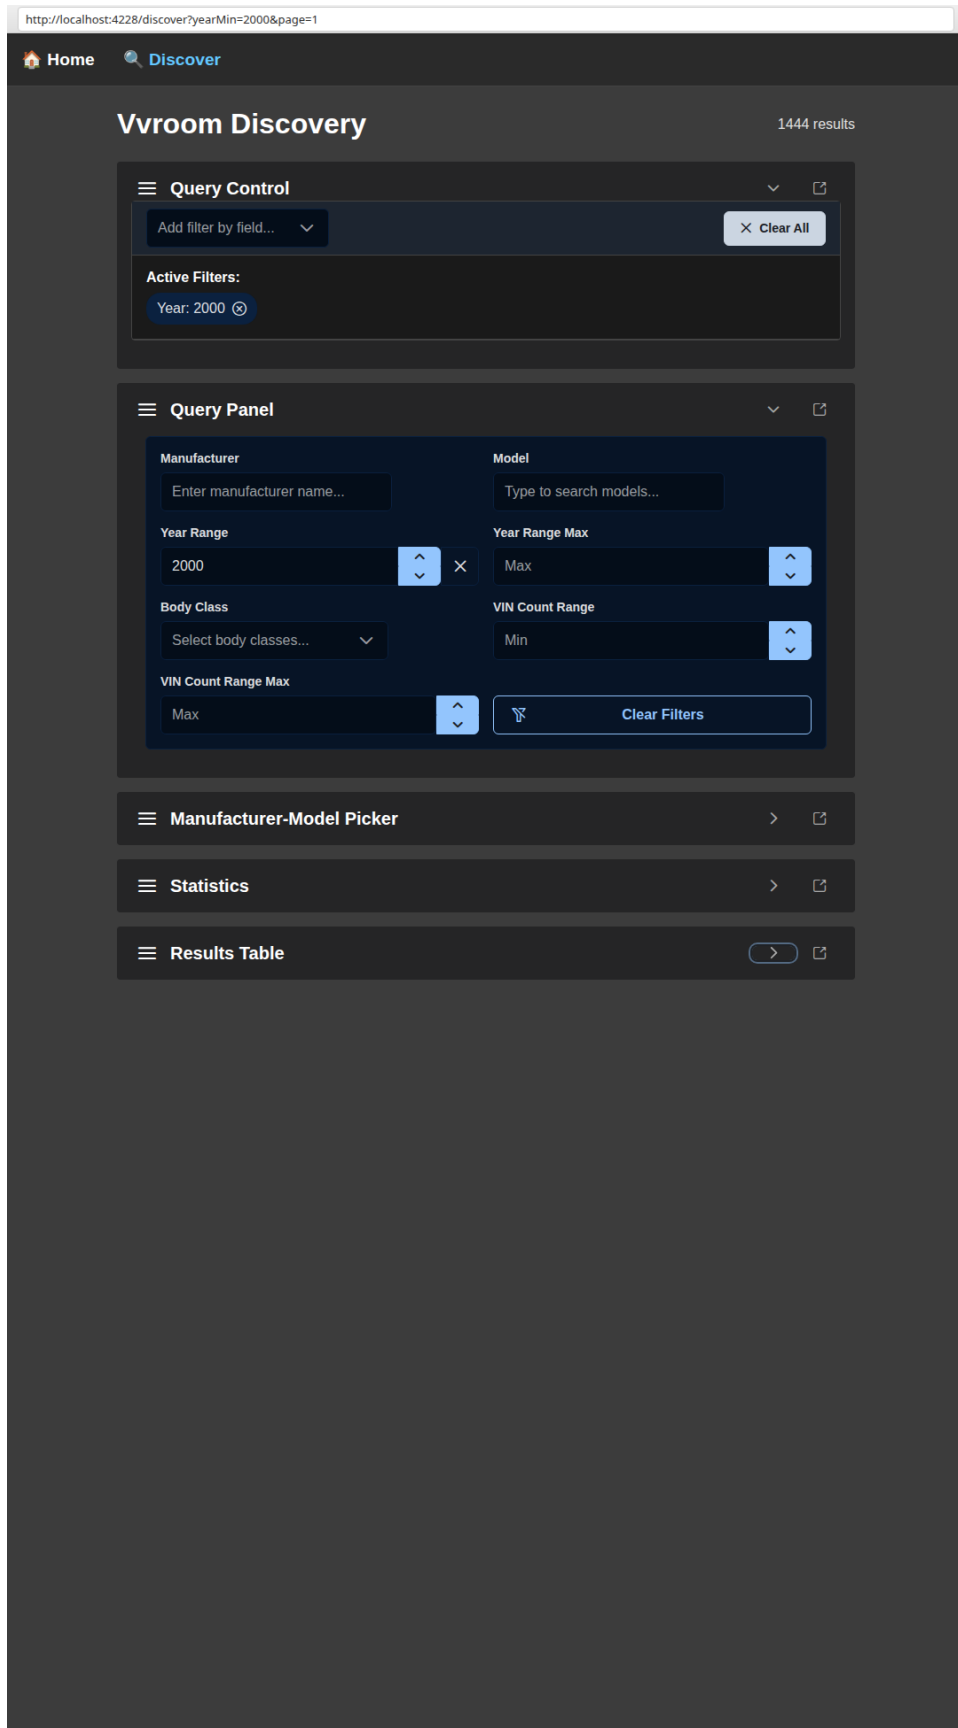 http://localhost:4228/discover?yearMin=2000&page=1
Home Discover
Vvroom Discovery
1444 results
Query Control
Add filter by field...
Clear All
Active Filters:
Year: 2000
Query Panel
Manufacturer Model
Enter manufacturer name... Type to search models...
Year Range Year Range Max
2000 Max
Body Class VIN Count Range
Select body classes... Min
VIN Count Range Max
Max Clear Filters
Manufacturer-Model Picker
Statistics
Results Table